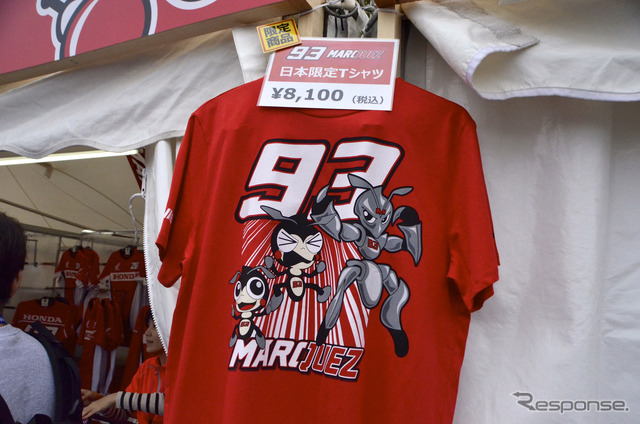 限定
商品
93 MARQUEZ
日本限定Tシャツ
¥8,100 (税込)
93
MARQUEZ
HONDA
HONDA
Response.